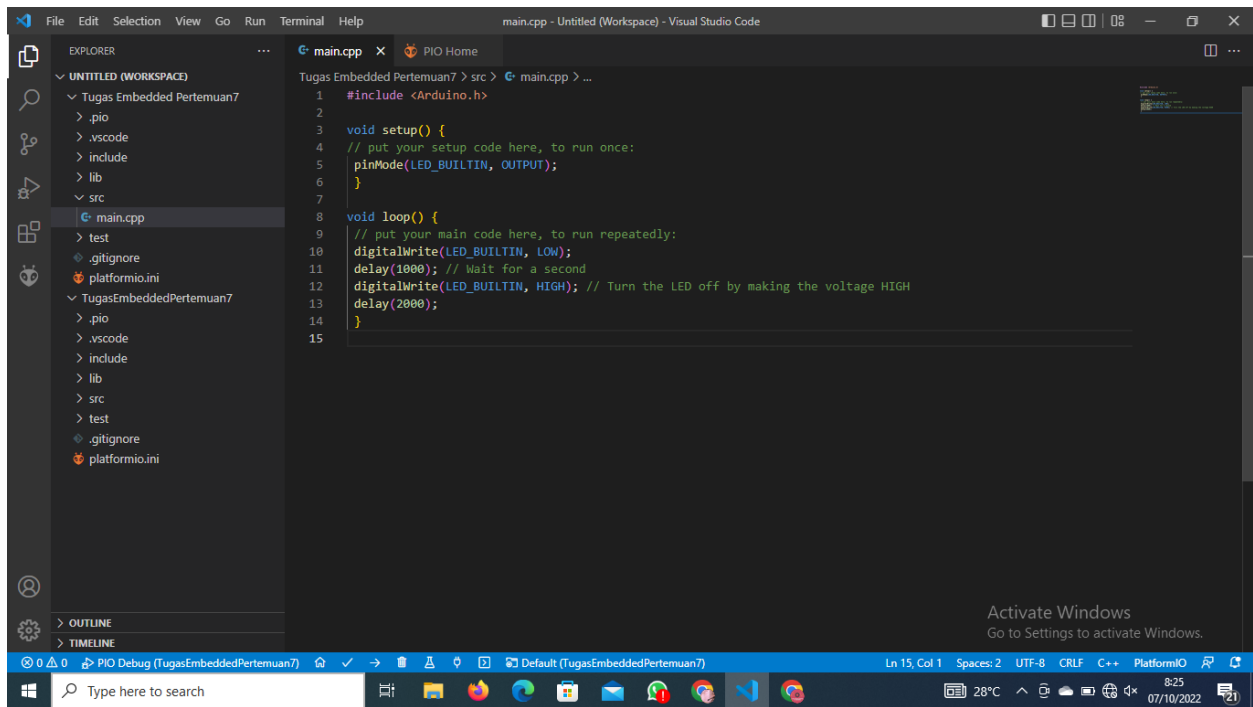 File Edit Selection View Go Run Terminal Help main.cpp - Untitled (Workspace) - Visual Studio Code
EXPLORER
UNTITLED (WORKSPACE)
Tugas Embedded Pertemuan7
.pio
.vscode
include
lib
src
main.cpp
test
.gitignore
platformio.ini
TugasEmbeddedPertemuan7
.pio
.vscode
include
lib
src
test
.gitignore
platformio.ini
OUTLINE
TIMELINE
main.cpp PIO Home
Tugas Embedded Pertemuan7 > src > main.cpp > ...
1 #include <Arduino.h>
2
3 void setup() {
4 // put your setup code here, to run once:
5 pinMode(LED_BUILTIN, OUTPUT);
6 }
7
8 void loop() {
9 // put your main code here, to run repeatedly:
10 digitalWrite(LED_BUILTIN, LOW);
11 delay(1000); // Wait for a second
12 digitalWrite(LED_BUILTIN, HIGH); // Turn the LED off by making the voltage HIGH
13 delay(2000);
14 }
15
Activate Windows
Go to Settings to activate Windows.
0 0 PIO Debug (TugasEmbeddedPertemuan7) Default (TugasEmbeddedPertemuan7) Ln 15, Col 1 Spaces: 2 UTF-8 CRLF C++ PlatformIO
Type here to search 28°C 8:25
07/10/2022 21